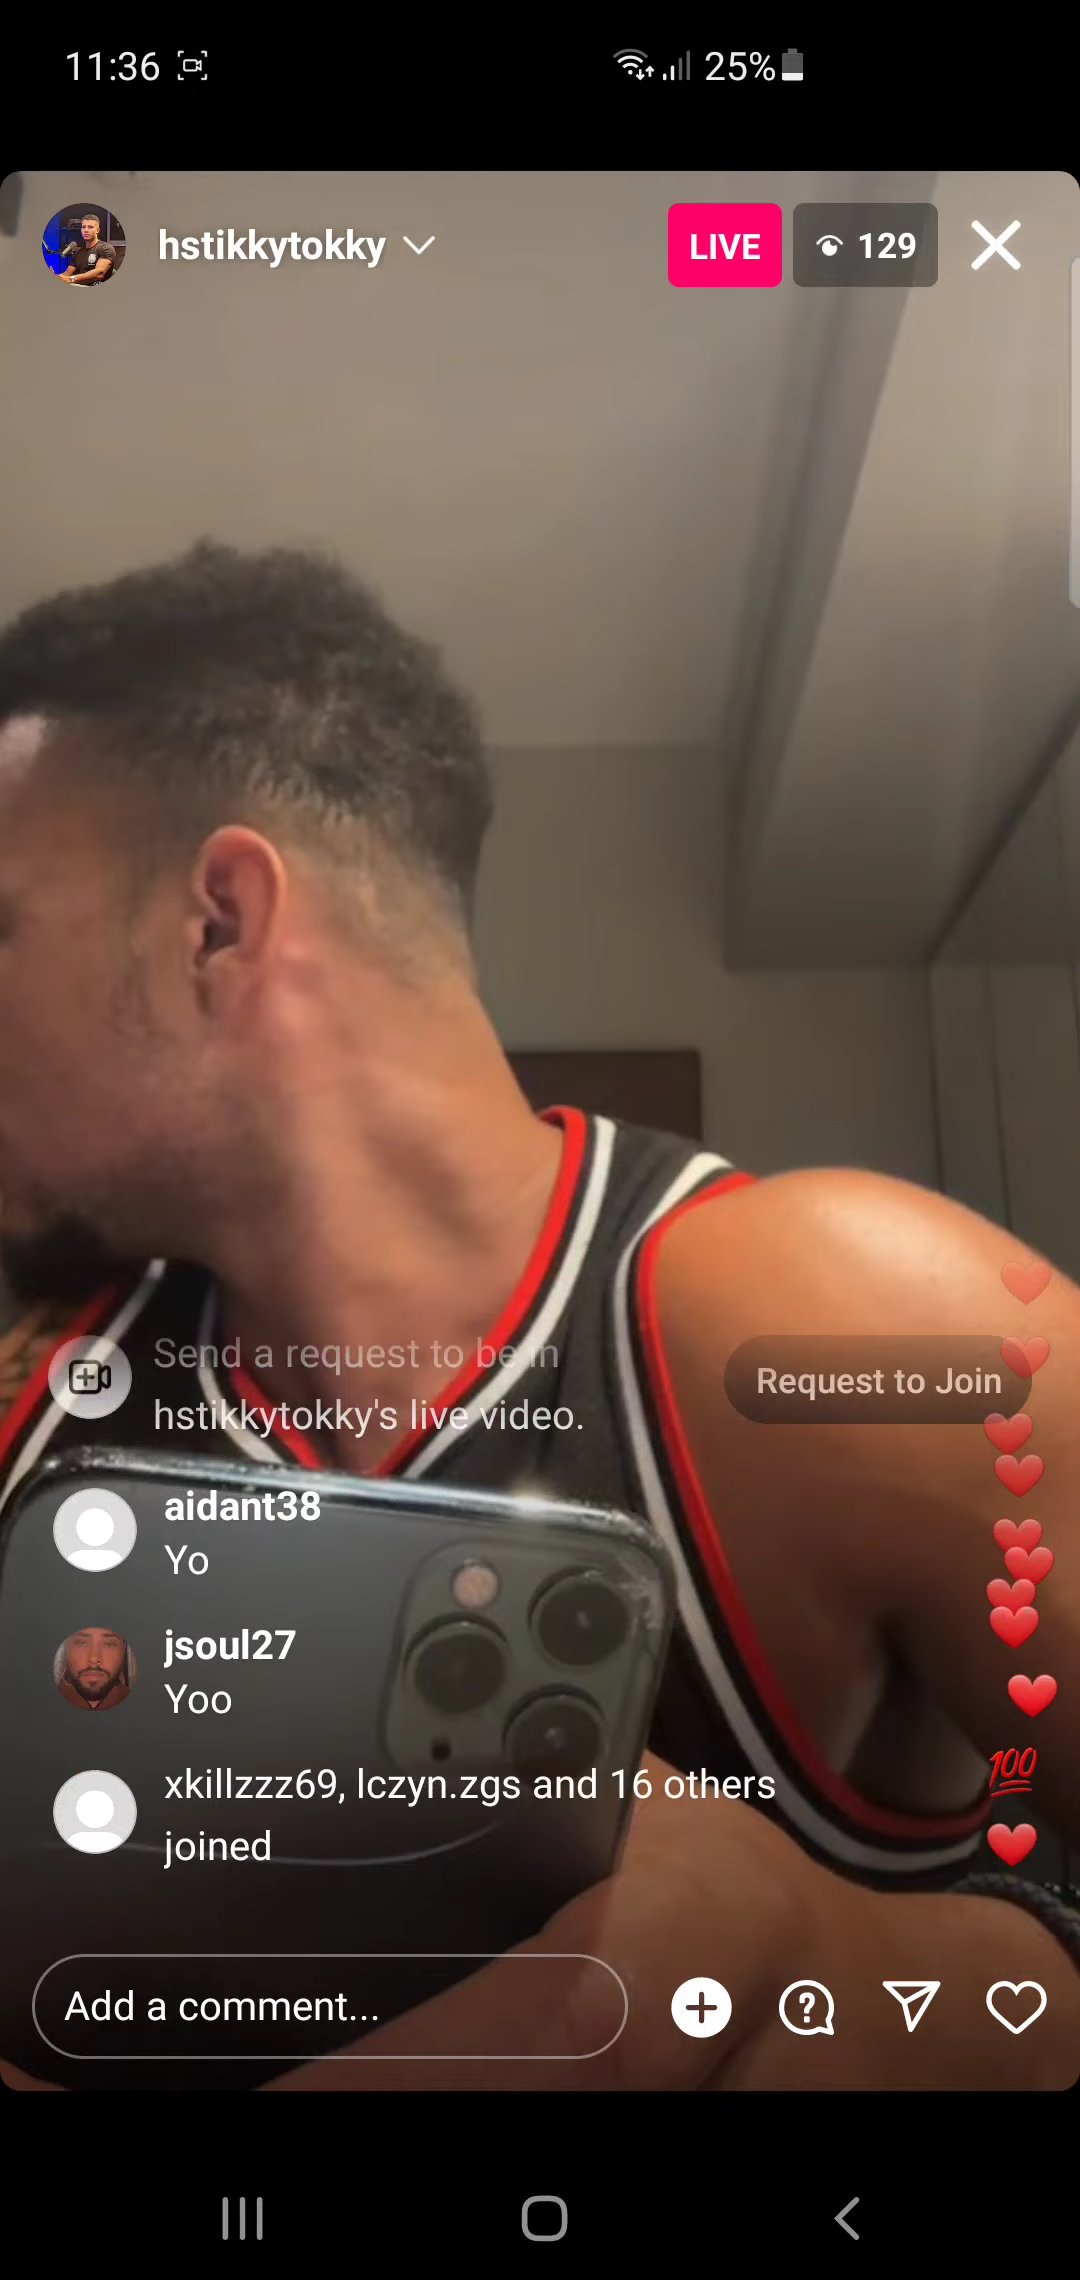 11:36 25%
hstikkytokky LIVE 129
Send a request to be in
hstikkytokky's live video.
Request to Join
aidant38
Yo
jsoul27
Yoo
xkillzzz69, lczyn.zgs and 16 others
joined
100
Add a comment...